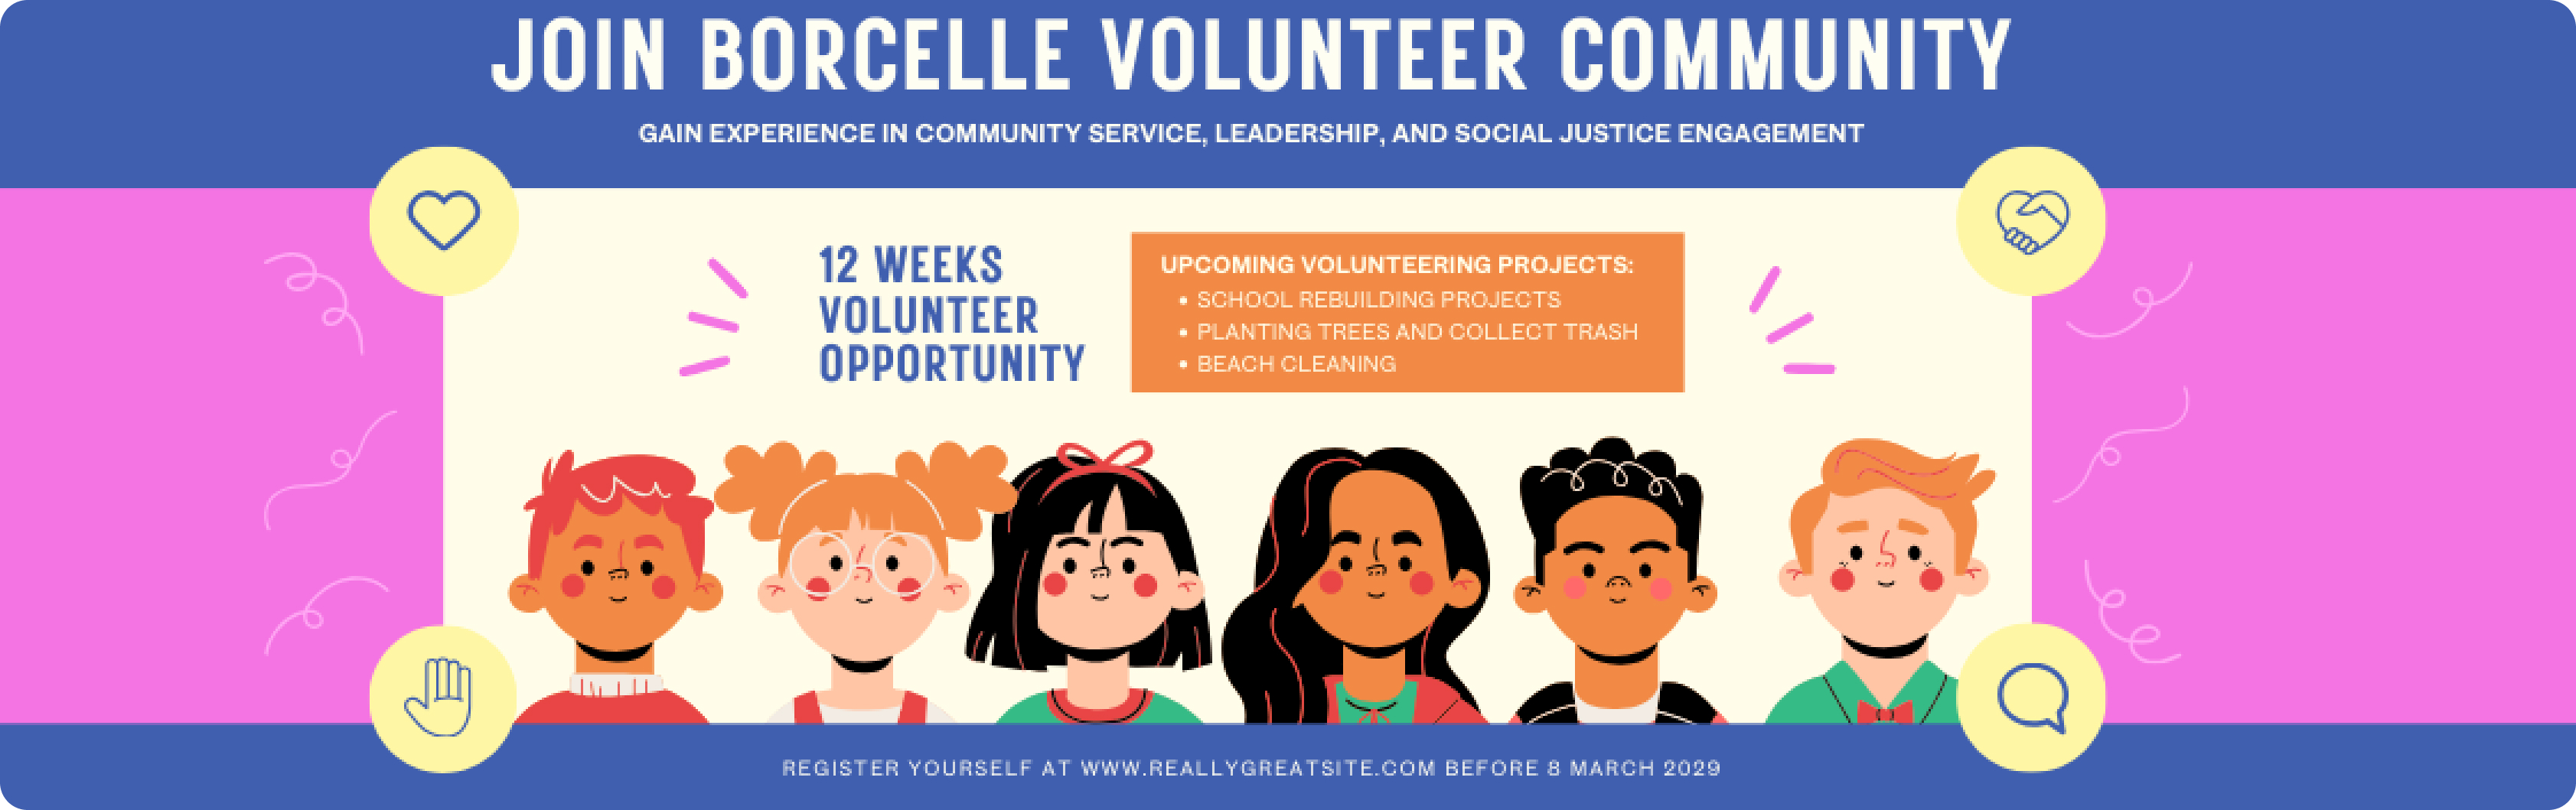 JOIN BORCELLE VOLUNTEER COMMUNITY
GAIN EXPERIENCE IN COMMUNITY SERVICE, LEADERSHIP, AND SOCIAL JUSTICE ENGAGEMENT
12 WEEKS
VOLUNTEER
OPPORTUNITY
UPCOMING VOLUNTEERING PROJECTS:
• SCHOOL REBUILDING PROJECTS
• PLANTING TREES AND COLLECT TRASH
• BEACH CLEANING
REGISTER YOURSELF AT WWW.REALLYGREATSITE.COM BEFORE 8 MARCH 2029